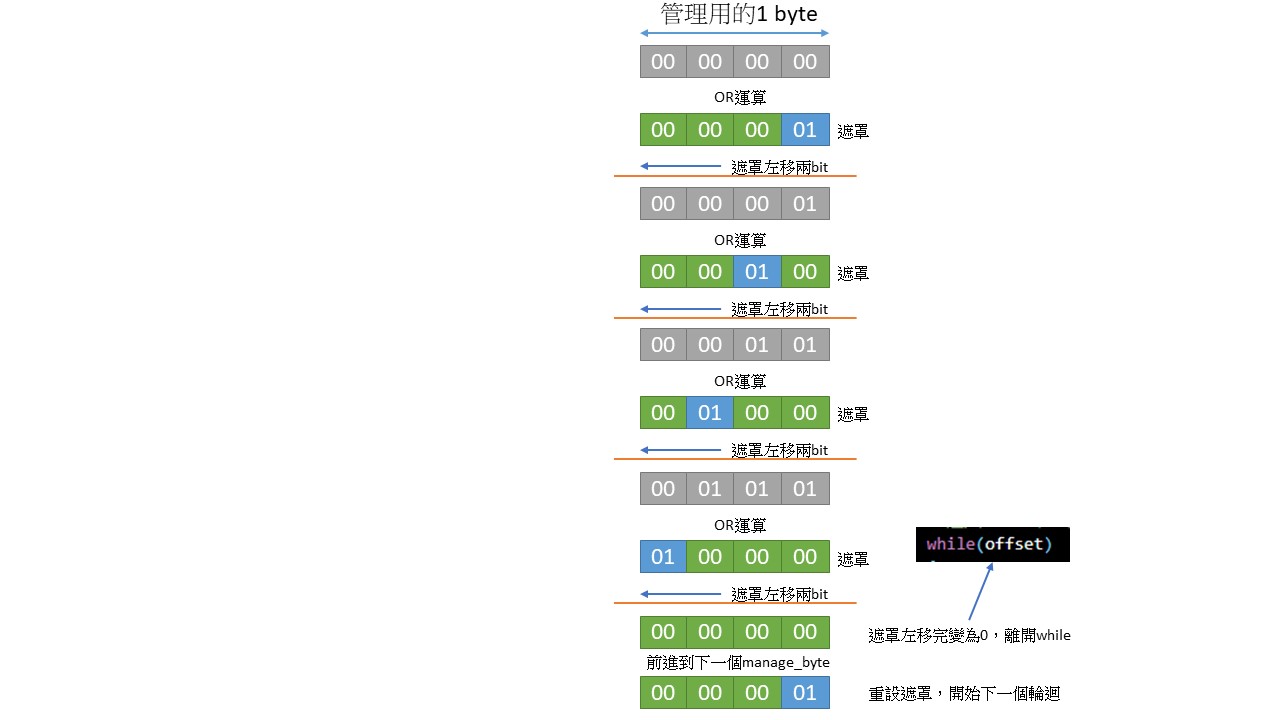 管理用的1 byte
00 00 00 00
OR運算
00 00 00 01 遮罩
遮罩左移兩bit
00 00 00 01
OR運算
00 00 01 00 遮罩
遮罩左移兩bit
00 00 01 01
OR運算
00 01 00 00 遮罩
遮罩左移兩bit
00 01 01 01
OR運算
while(offset)
01 00 00 00 遮罩
遮罩左移兩bit
00 00 00 00
遮罩左移完變為0，離開while
前進到下一個manage_byte
00 00 00 01
重設遮罩，開始下一個輪迴